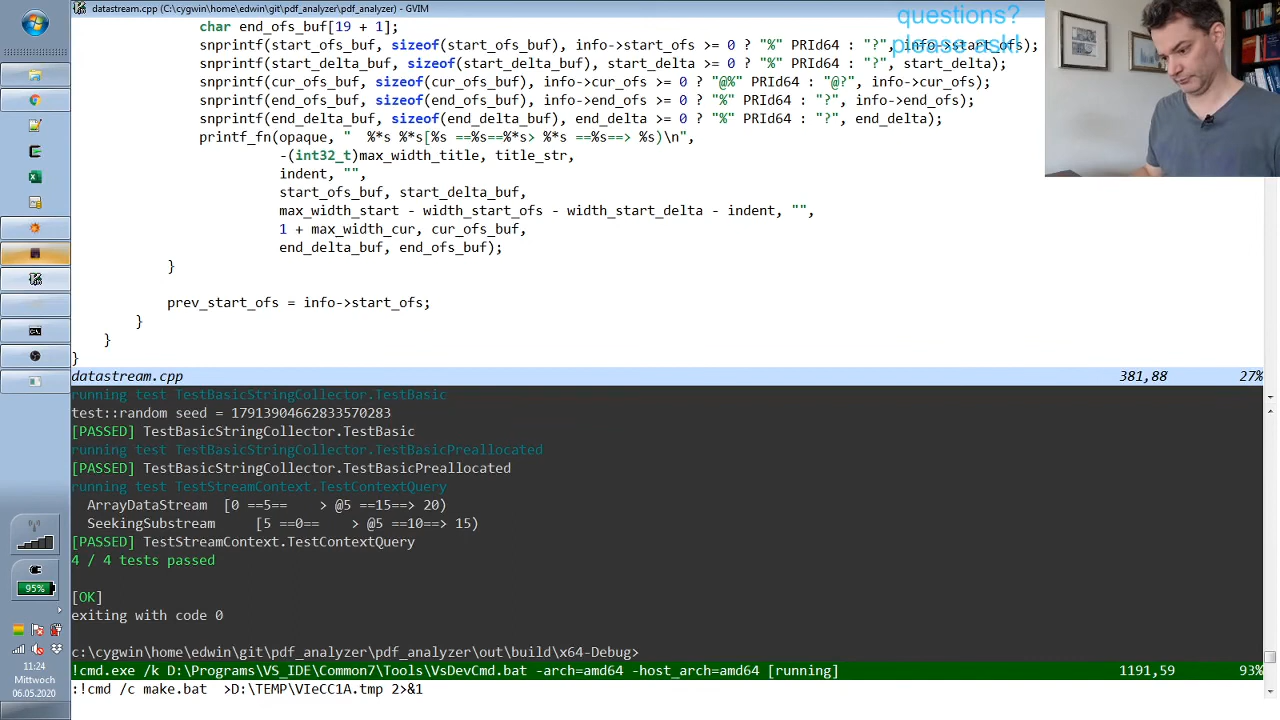 datastream.cpp (C:\cygwin\home\edwin\git\pdf_analyzer\pdf_analyzer) - GVIM
questions?
please ask!
char end_ofs_buf[19 + 1];
snprintf(start_ofs_buf, sizeof(start_ofs_buf), info->start_ofs >= 0 ? "%" PRId64 : "?", info->start_ofs);
snprintf(start_delta_buf, sizeof(start_delta_buf), start_delta >= 0 ? "%" PRId64 : "?", start_delta);
snprintf(cur_ofs_buf, sizeof(cur_ofs_buf), info->cur_ofs >= 0 ? "@%" PRId64 : "@?", info->cur_ofs);
snprintf(end_ofs_buf, sizeof(end_ofs_buf), info->end_ofs >= 0 ? "%" PRId64 : "?", info->end_ofs);
snprintf(end_delta_buf, sizeof(end_delta_buf), end_delta >= 0 ? "%" PRId64 : "?", end_delta);
printf_fn(opaque, "  %*s %*s[%s ==%s==%*s> %*s ==%s==> %s)\n",
-(int32_t)max_width_title, title_str,
indent, "",
start_ofs_buf, start_delta_buf,
max_width_start - width_start_ofs - width_start_delta - indent, "",
1 + max_width_cur, cur_ofs_buf,
end_delta_buf, end_ofs_buf);
}
prev_start_ofs = info->start_ofs;
}
}
}
datastream.cpp 381,88 27%
running test TestBasicStringCollector.TestBasic
test::random seed = 17913904662833570283
[PASSED] TestBasicStringCollector.TestBasic
running test TestBasicStringCollector.TestBasicPreallocated
[PASSED] TestBasicStringCollector.TestBasicPreallocated
running test TestStreamContext.TestContextQuery
ArrayDataStream  [0 ==5==    > @5 ==15==> 20)
SeekingSubstream     [5 ==0==    > @5 ==10==> 15)
[PASSED] TestStreamContext.TestContextQuery
4 / 4 tests passed
[OK]
exiting with code 0
c:\cygwin\home\edwin\git\pdf_analyzer\pdf_analyzer\out\build\x64-Debug>
!cmd.exe /k D:\Programs\VS_IDE\Common7\Tools\VsDevCmd.bat -arch=amd64 -host_arch=amd64 [running] 1191,59 93%
:!cmd /c make.bat  >D:\TEMP\VIeCC1A.tmp 2>&1
95%
11:24
Mittwoch
06.05.2020